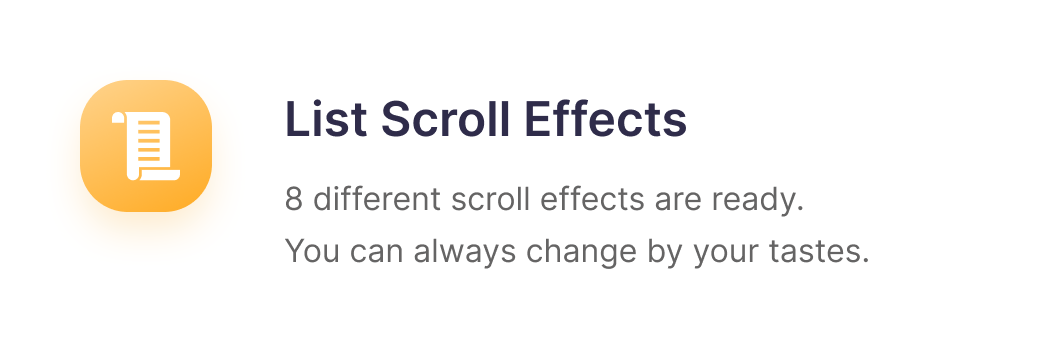 List Scroll Effects
8 different scroll effects are ready.
You can always change by your tastes.